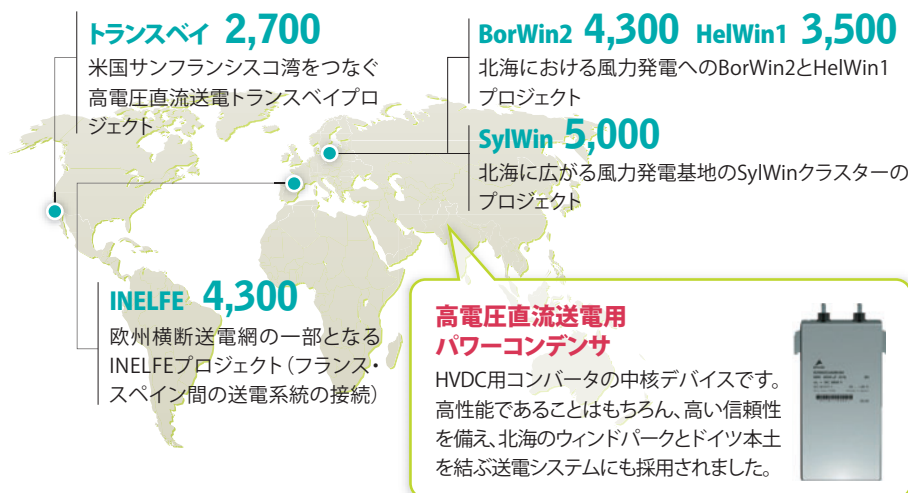 トランスベイ 2,700
米国サンフランシスコ湾をつなぐ
高電圧直流送電トランスベイプロ
ジェクト
BorWin2 4,300 HelWin1 3,500
北海における風力発電へのBorWin2とHelWin1
プロジェクト
SylWin 5,000
北海に広がる風力発電基地のSylWinクラスターの
プロジェクト
INELFE 4,300
欧州横断送電網の一部となる
INELFEプロジェクト（フランス・
スペイン間の送電系統の接続）
高電圧直流送電用
パワーコンデンサ
HVDC用コンバータの中核デバイスです。
高性能であることはもちろん、高い信頼性
を備え、北海のウィンドパークとドイツ本土
を結ぶ送電システムにも採用されました。